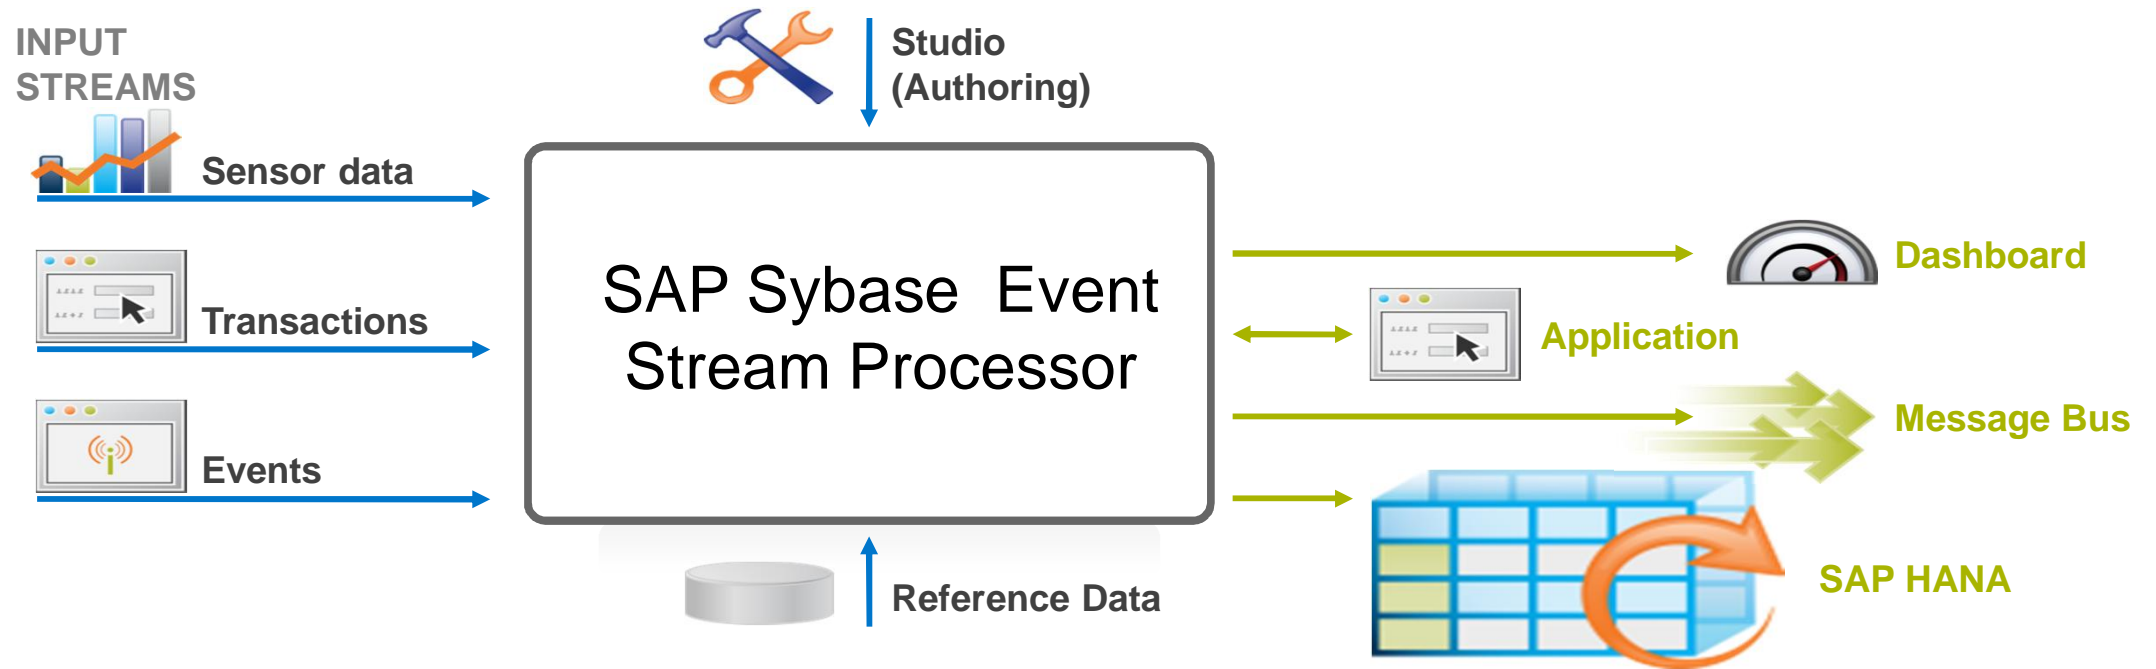 INPUT
STREAMS
Studio
(Authoring)
Sensor data
Transactions
Events
SAP Sybase  Event
Stream Processor
Reference Data
Dashboard
Application
Message Bus
SAP HANA